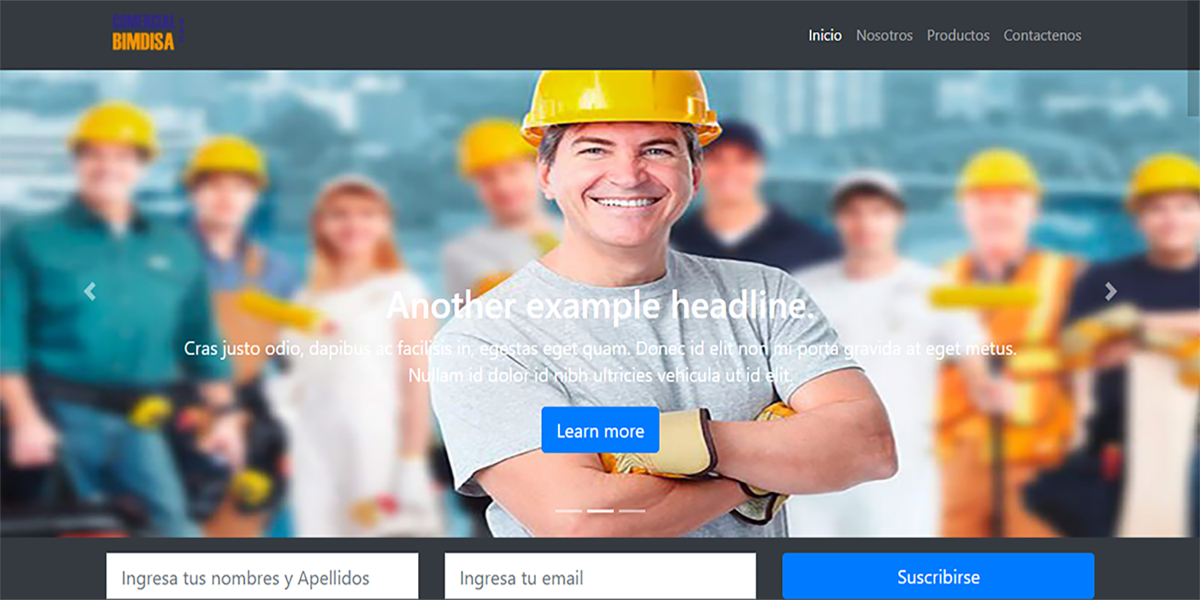 COMERCIAL
BIMDISA
Inicio Nosotros Productos Contactenos
Another example headline.
Cras justo odio, dapibus ac facilisis in, egestas eget quam. Donec id elit non mi porta gravida at eget metus.
Nullam id dolor id nibh ultricies vehicula ut id elit.
Learn more
Ingresa tus nombres y Apellidos
Ingresa tu email
Suscribirse